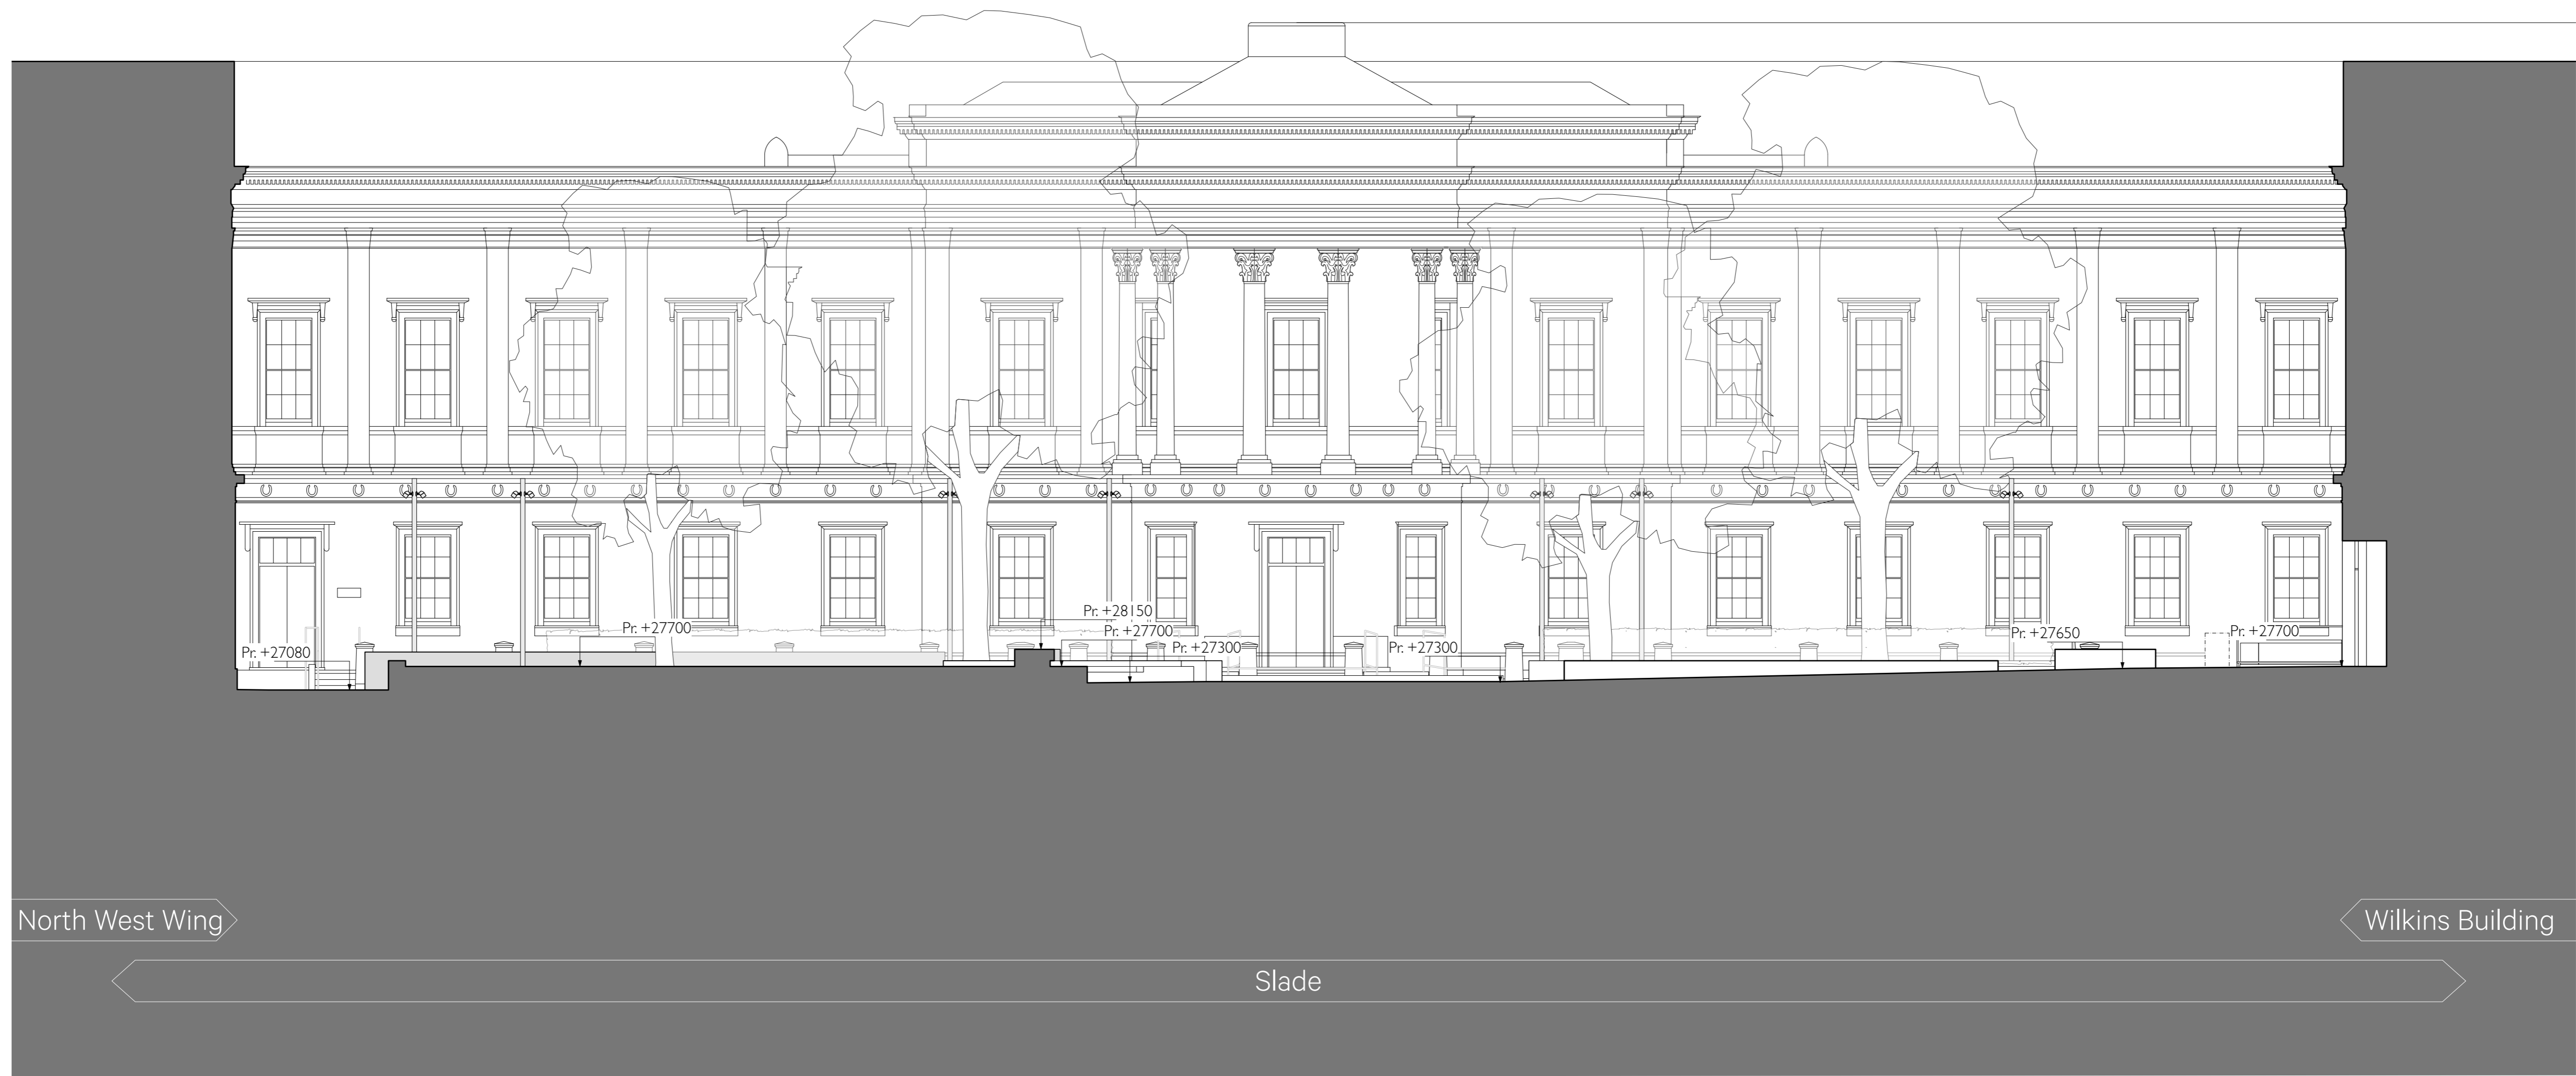 Pr. +28150
Pr. +27700
Pr. +27700
Pr. +27650
Pr. +27700
Pr. +27080
Pr. +27300
Pr. +27300
North West Wing
Wilkins Building
Slade